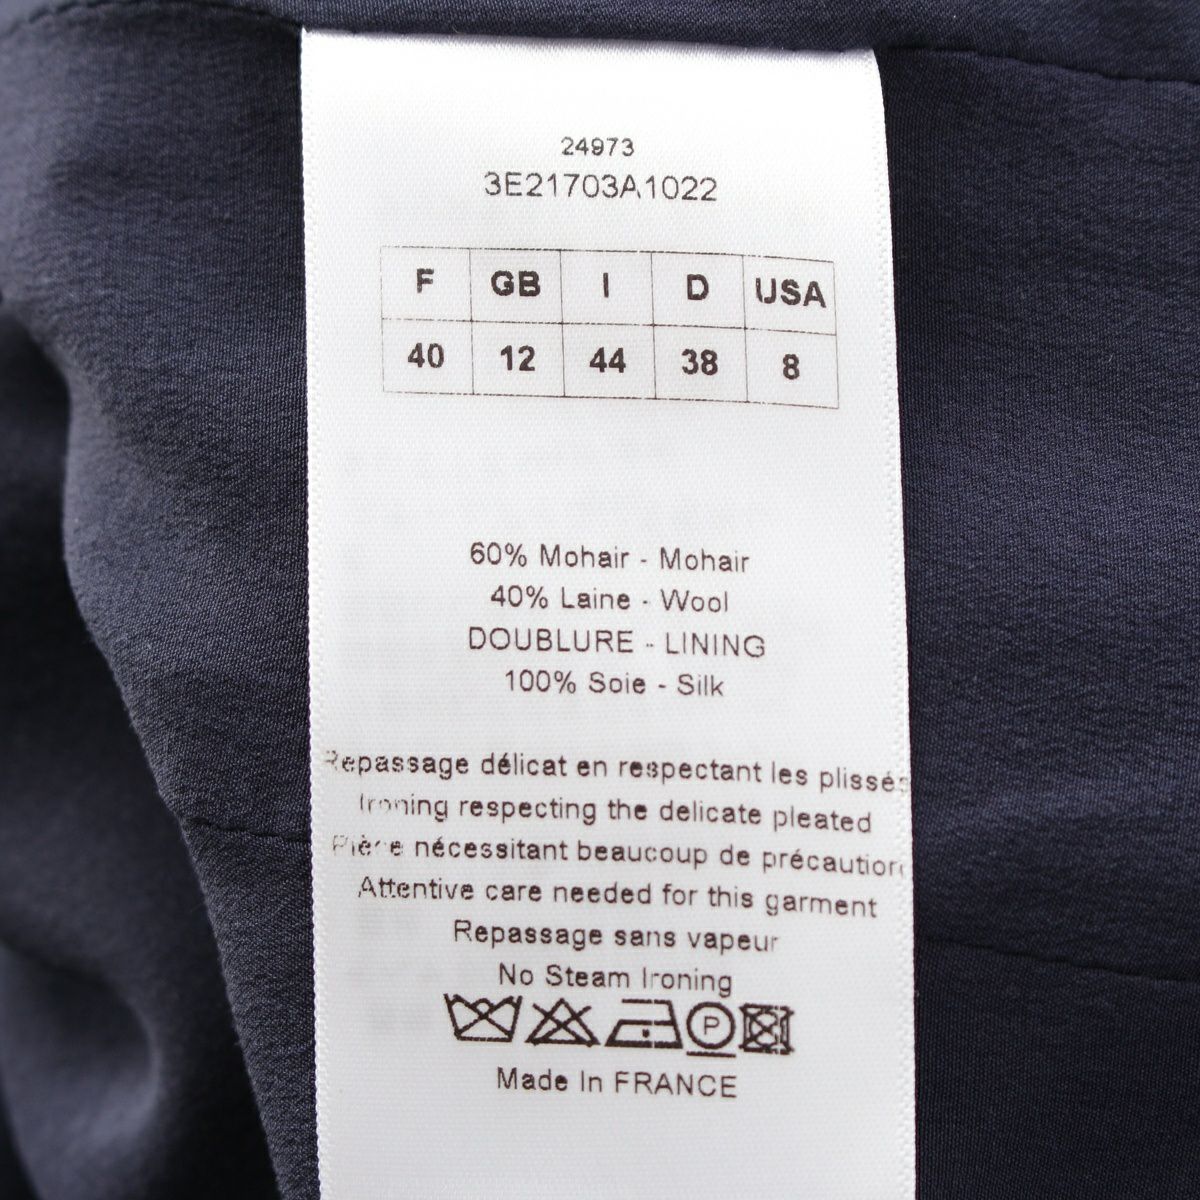 24973
3E21703A1022
F GB I D USA
40 12 44 38 8
60% Mohair - Mohair
40% Laine - Wool
DOUBLURE - LINING
100% Soie - Silk
Repassage délicat en respectant les plissés
Ironing respecting the delicate pleated
Pièce nécessitant beaucoup de précaution
Attentive care needed for this garment
Repassage sans vapeur
No Steam Ironing
P
Made In FRANCE